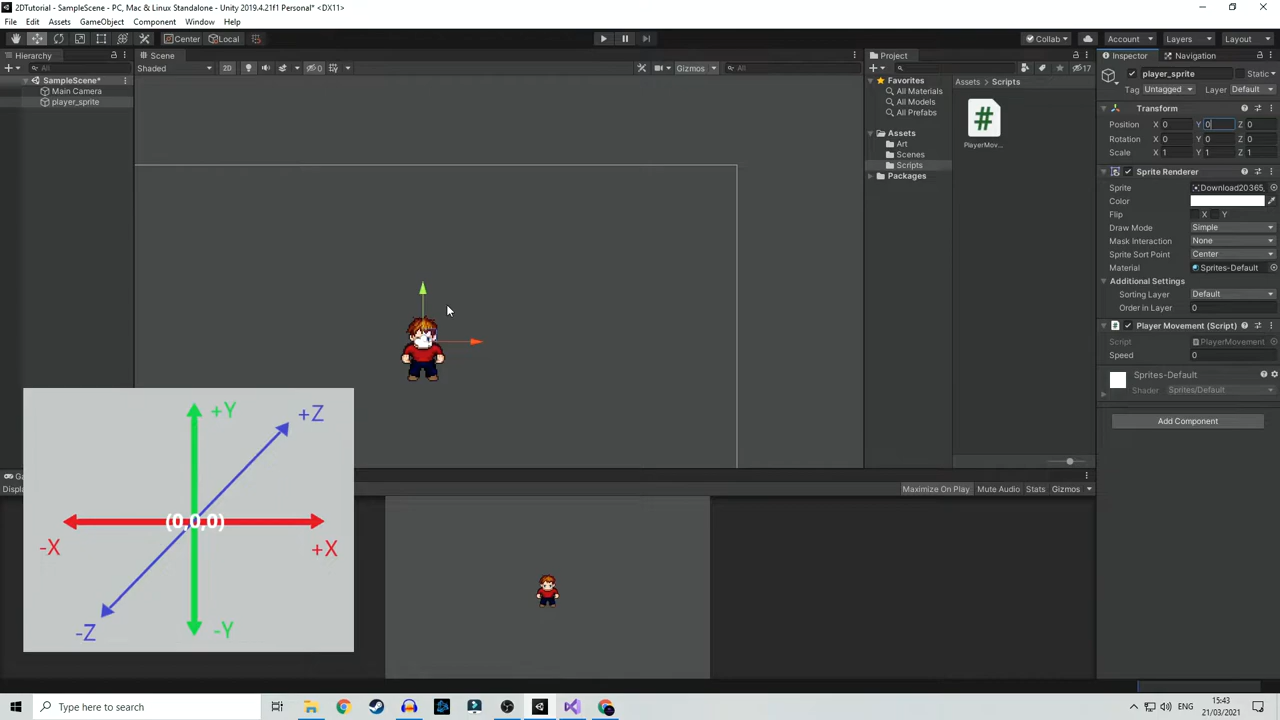 2DTutorial - SampleScene - PC, Mac & Linux Standalone - Unity 2019.4.21f1 Personal* <DX11>
File Edit Assets GameObject Component Window Help
Center Local Collab Account Layers Layout
Hierarchy Scene Project Inspector Navigation
All Shaded 2D 0 Gizmos All 17 player_sprite Static
SampleScene*
Main Camera
player_sprite
Favorites
All Materials
All Models
All Prefabs
Assets
Art
Scenes
Scripts
Packages
Assets Scripts
#
PlayerMov...
Tag Untagged Layer Default
Transform
Position X 0 Y 0 Z 0
Rotation X 0 Y 0 Z 0
Scale X 1 Y 1 Z 1
Sprite Renderer
Sprite Download20365_
Color
Flip X Y
Draw Mode Simple
Mask Interaction None
Sprite Sort Point Center
Material Sprites-Default
Additional Settings
Sorting Layer Default
Order in Layer 0
Player Movement (Script)
Script PlayerMovement
Speed 0
Sprites-Default
Shader Sprites/Default
Add Component
Maximize On Play Mute Audio Stats Gizmos
+Y
+Z
(0,0,0)
-X
+X
-Y
-Z
Type here to search
ENG
15:43
21/03/2021